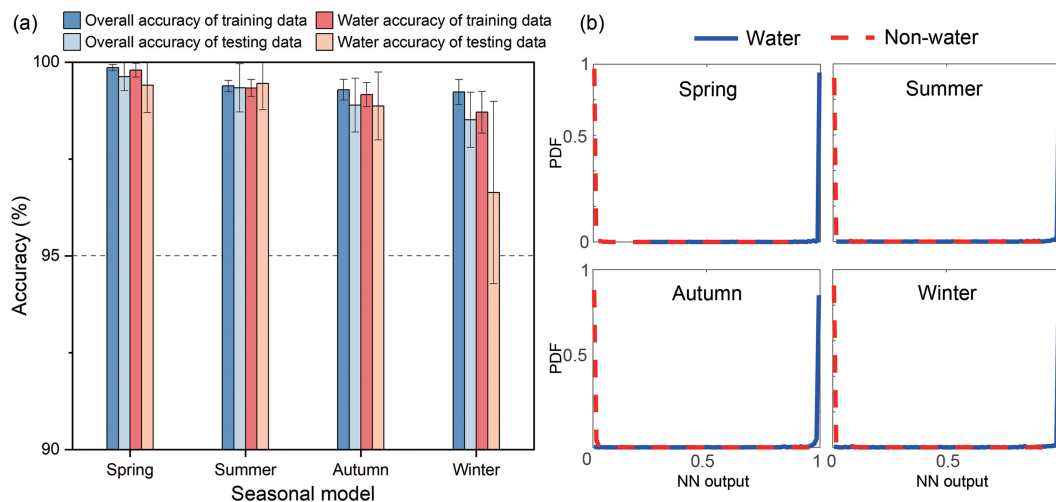 (a)
Overall accuracy of training data
Water accuracy of training data
Overall accuracy of testing data
Water accuracy of testing data
100
95
90
Accuracy (%)
Spring
Summer
Autumn
Winter
Seasonal model
(b)
Water
Non-water
1
0.5
0
PDF
Spring
Summer
1
0.5
0
PDF
Autumn
Winter
0
0.5
1
0
0.5
NN output
NN output